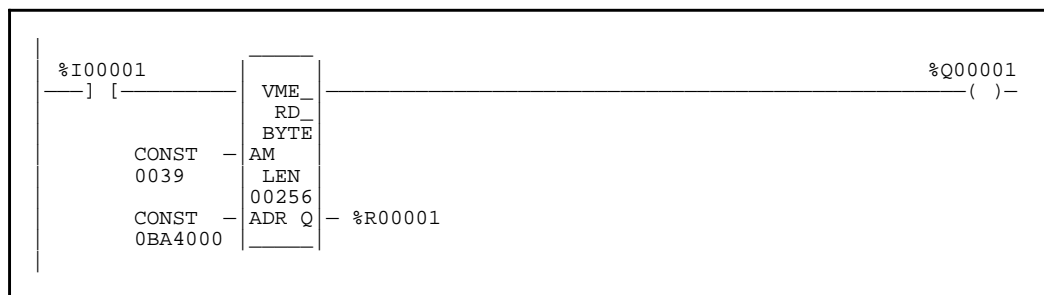 %I00001 %Q00001
] [ VME_ ( )
RD_
BYTE
CONST AM
0039 LEN
00256
CONST ADR Q %R00001
0BA4000